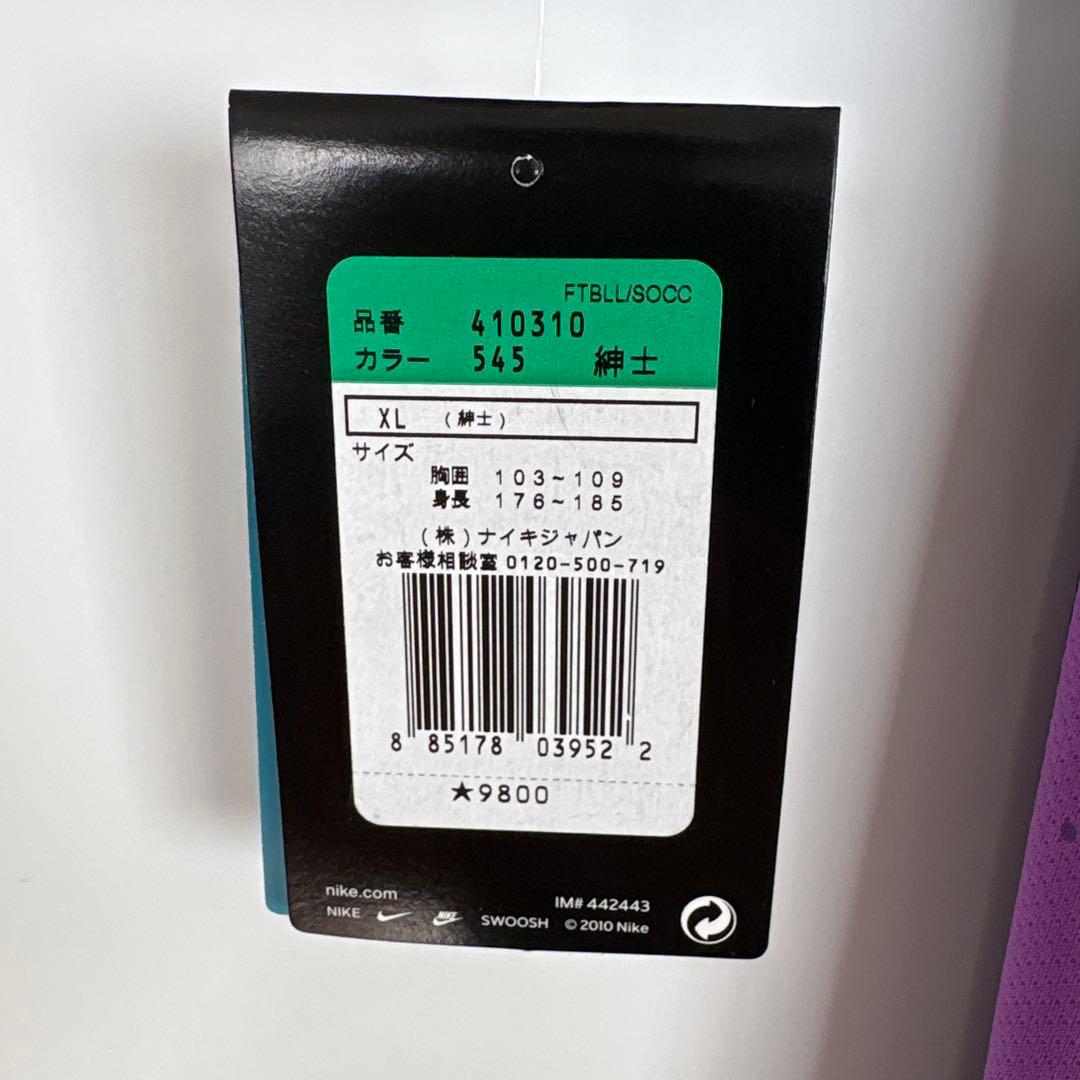 FTBLL/SOCC
品番 410310
カラー 545 紳士
XL (紳士)
サイズ
胸囲 103~109
身長 176~185
(株)ナイキジャパン
お客様相談室 0120-500-719
8 85178 03952 2
★9800
nike.com
IM# 442443
NIKE NIKE SWOOSH © 2010 Nike